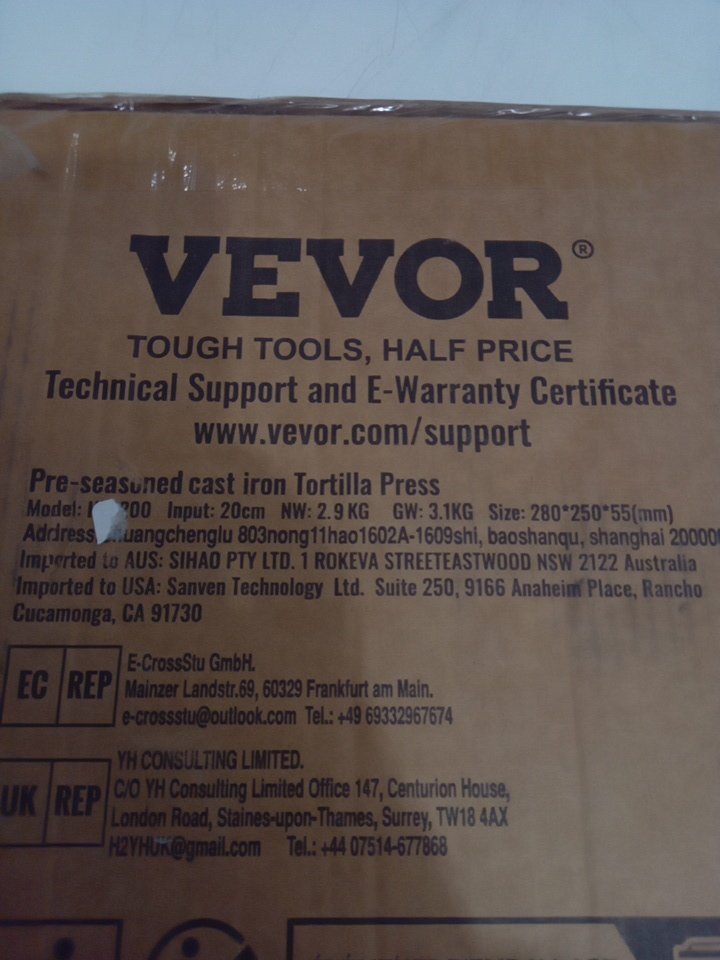 VEVOR®
TOUGH TOOLS, HALF PRICE
Technical Support and E-Warranty Certificate
www.vevor.com/support
Pre-seasoned cast iron Tortilla Press
Model: 200 Input: 20cm NW: 2.9 KG GW: 3.1KG Size: 280*250*55(mm)
Address uangchenglu 803nong11hao1602A-1609shi, baoshanqu, shanghai 20000
Imported to AUS: SIHAO PTY LTD. 1 ROKEVA STREETEASTWOOD NSW 2122 Australia
Imported to USA: Sanven Technology Ltd. Suite 250, 9166 Anaheim Place, Rancho
Cucamonga, CA 91730
EC REP
E-CrossStu GmbH.
Mainzer Landstr.69, 60329 Frankfurt am Main.
e-crossstu@outlook.com Tel.: +49 69332967674
UK REP
YH CONSULTING LIMITED.
C/O YH Consulting Limited Office 147, Centurion House,
London Road, Staines-upon-Thames, Surrey, TW18 4AX
H2YHUK@gmail.com Tel.: +44 07514-677868